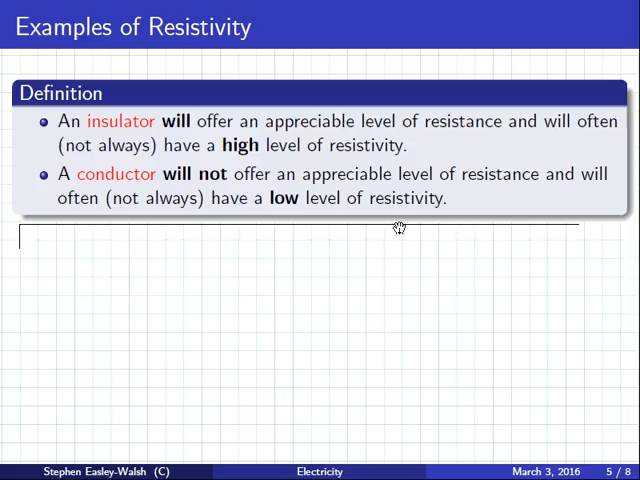 Examples of Resistivity
Definition
An insulator will offer an appreciable level of resistance and will often
(not always) have a high level of resistivity.
A conductor will not offer an appreciable level of resistance and will
often (not always) have a low level of resistivity.
Stephen Easley-Walsh (C) Electricity March 3, 2016 5 / 8